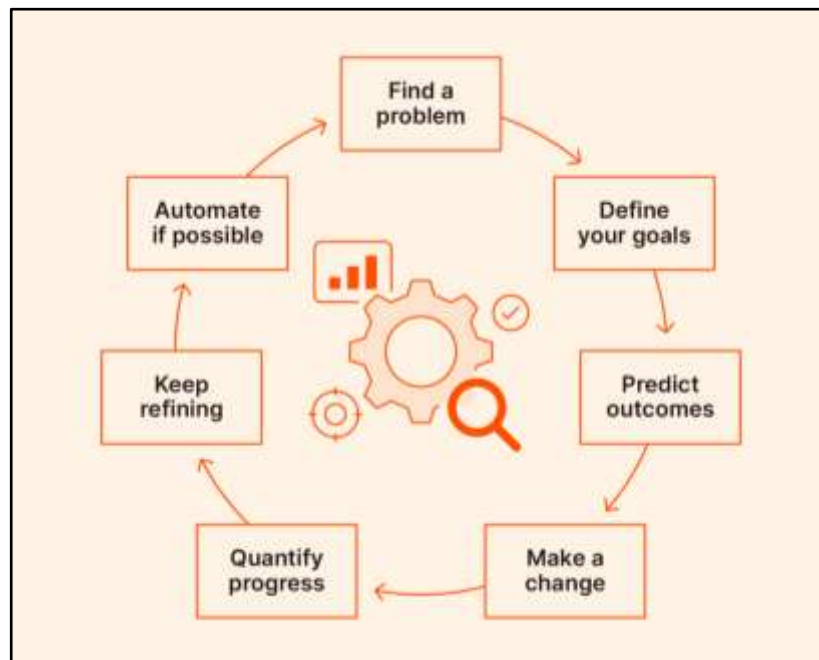 Find a
problem
Define
your goals
Predict
outcomes
Make a
change
Quantify
progress
Keep
refining
Automate
if possible